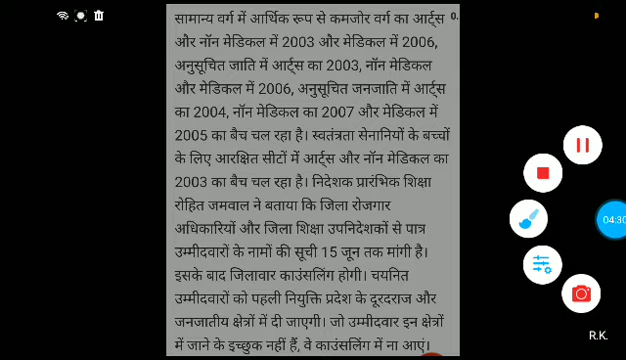 सामान्य वर्ग में आर्थिक रूप से कमजोर वर्ग का आर्ट्स
0.
और नॉन मेडिकल में 2003 और मेडिकल में 2006,
अनुसूचित जाति में आर्ट्स का 2003, नॉन मेडिकल
और मेडिकल में 2006, अनुसूचित जनजाति में आर्ट्स
का 2004, नॉन मेडिकल का 2007 और मेडिकल में
2005 का बैच चल रहा है। स्वतंत्रता सेनानियों के बच्चों
के लिए आरक्षित सीटों में आर्ट्स और नॉन मेडिकल का
2003 का बैच चल रहा है। निदेशक प्रारंभिक शिक्षा
रोहित जमवाल ने बताया कि जिला रोजगार
अधिकारियों और जिला शिक्षा उपनिदेशकों से पात्र
उम्मीदवारों के नामों की सूची 15 जून तक मांगी है।
इसके बाद जिलावार काउंसलिंग होगी। चयनित
उम्मीदवारों को पहली नियुक्ति प्रदेश के दूरदराज और
जनजातीय क्षेत्रों में दी जाएगी। जो उम्मीदवार इन क्षेत्रों
में जाने के इच्छुक नहीं हैं, वे काउंसलिंग में ना आएं।
04:30
R.K.